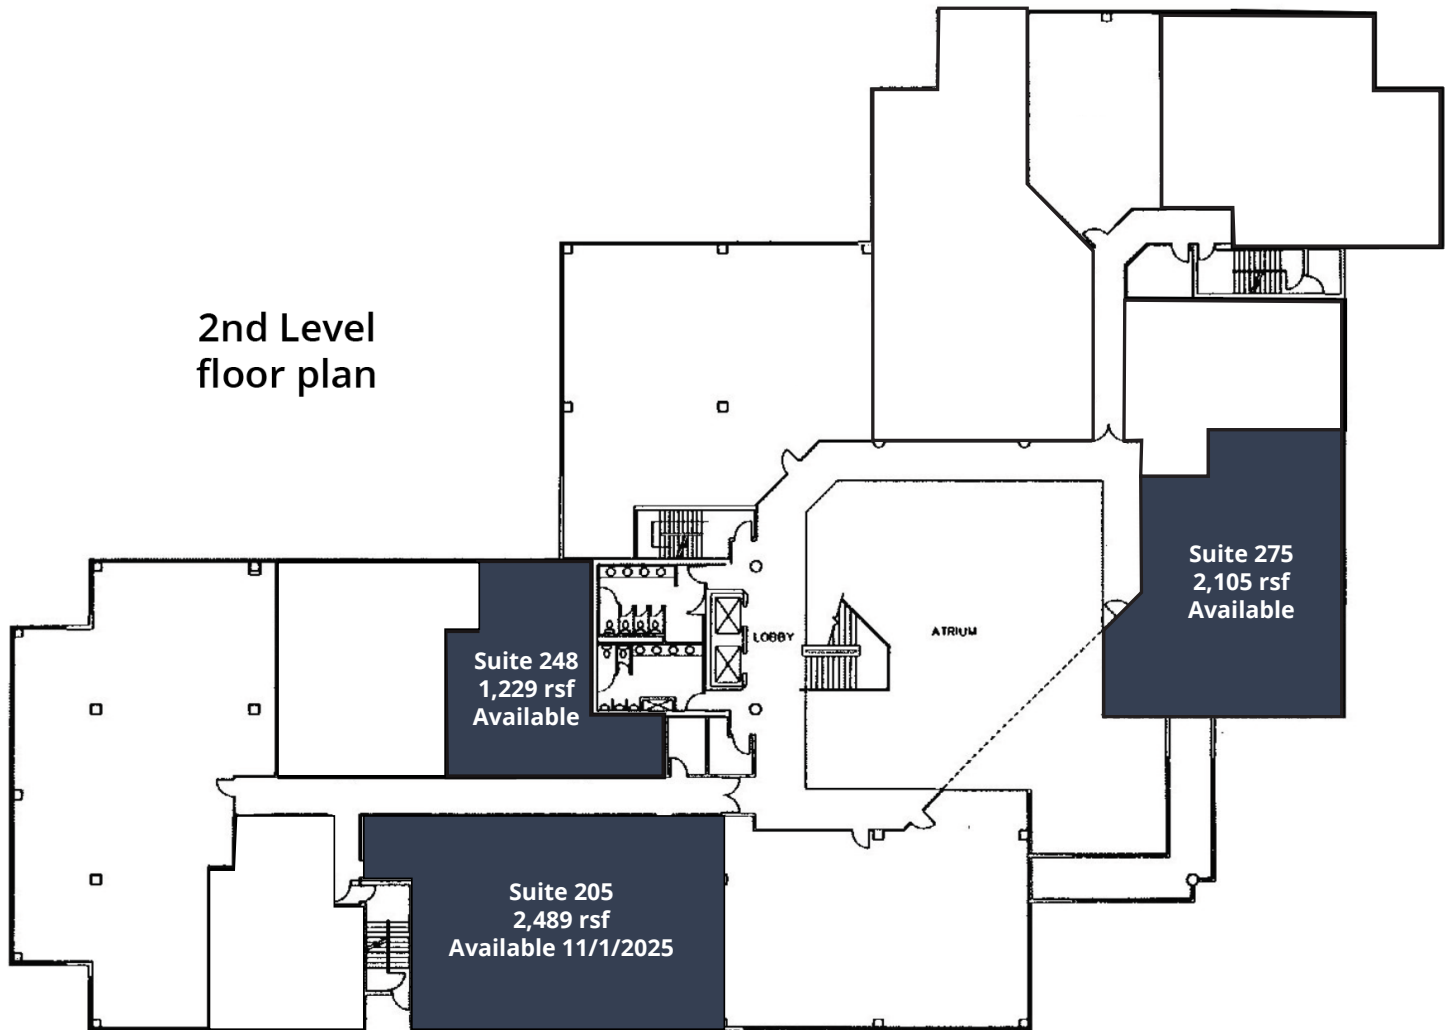 2nd Level
floor plan
Suite 275
2,105 rsf
Available
LOBBY
ATRIUM
Suite 248
1,229 rsf
Available
Suite 205
2,489 rsf
Available 11/1/2025